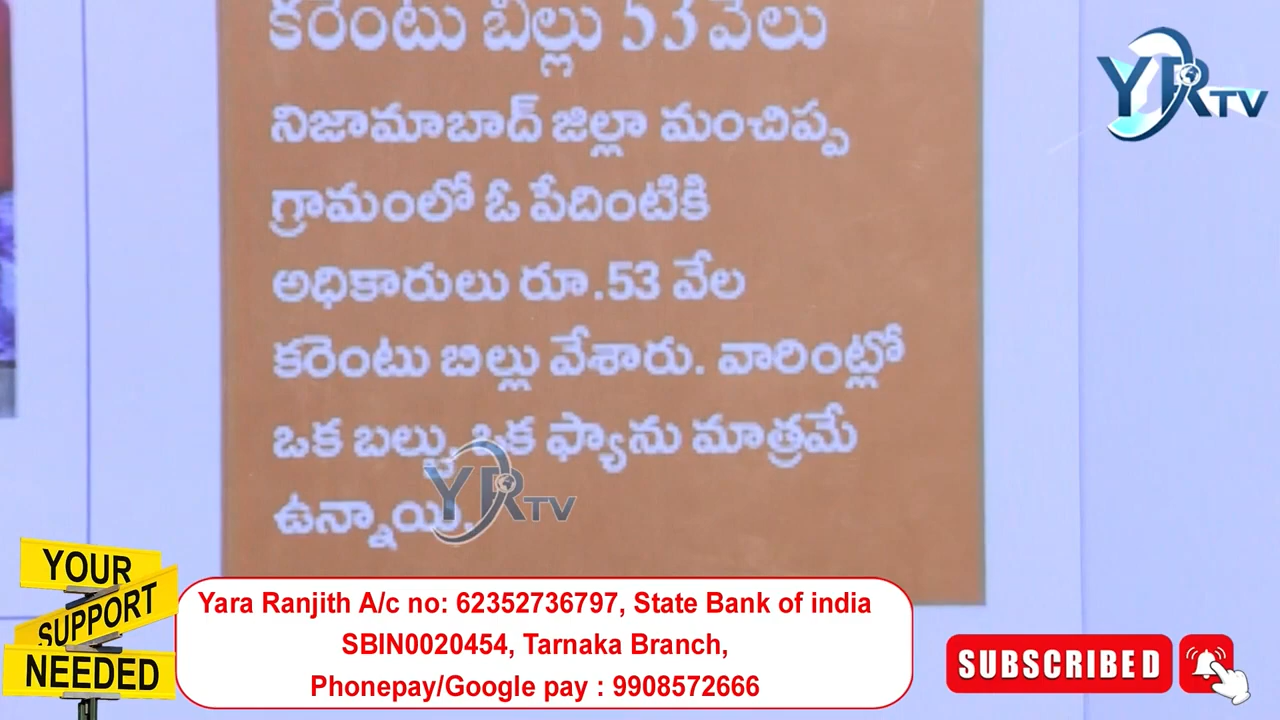 కరెంటు బిల్లు 53 వేలు
YRTV
నిజామాబాద్ జిల్లా మంచిప్ప
గ్రామంలో ఓ పేదింటికి
అధికారులు రూ.53 వేల
కరెంటు బిల్లు వేశారు. వారింట్లో
ఒక బల్బు, ఒక ఫ్యాను మాత్రమే
ఉన్నాయి.
YRTV
YOUR
SUPPORT
NEEDED
Yara Ranjith A/c no: 62352736797, State Bank of india
SBIN0020454, Tarnaka Branch,
Phonepay/Google pay : 9908572666
SUBSCRIBED